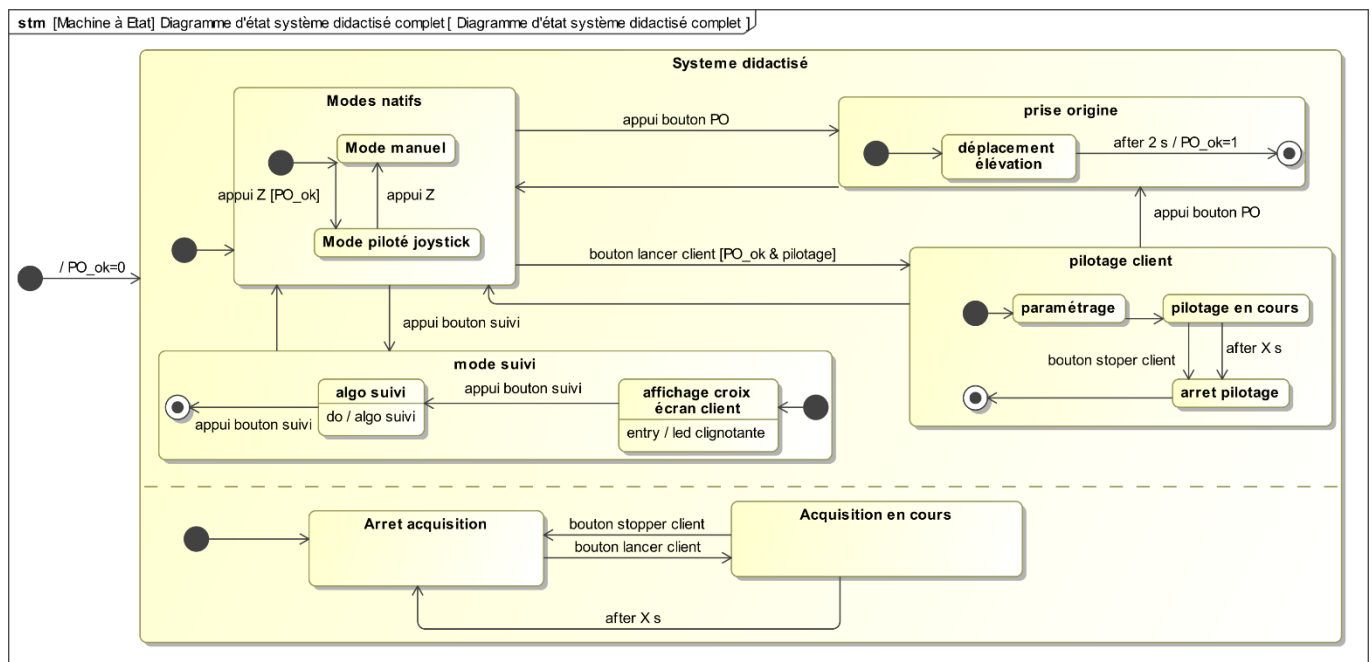 stm [Machine à Etat] Diagramme d'état système didactisé complet [ Diagramme d'état système didactisé complet ]
Systeme didactisé
Modes natifs
Mode manuel
appui Z [PO_ok]
appui Z
Mode piloté joystick
/ PO_ok=0
appui bouton PO
prise origine
déplacement
élévation
after 2 s / PO_ok=1
appui bouton PO
bouton lancer client [PO_ok & pilotage]
pilotage client
paramétrage
pilotage en cours
bouton stoper client
after X s
arret pilotage
appui bouton suivi
mode suivi
algo suivi
do / algo suivi
appui bouton suivi
appui bouton suivi
affichage croix
écran client
entry / led clignotante
Arret acquisition
bouton stopper client
bouton lancer client
Acquisition en cours
after X s